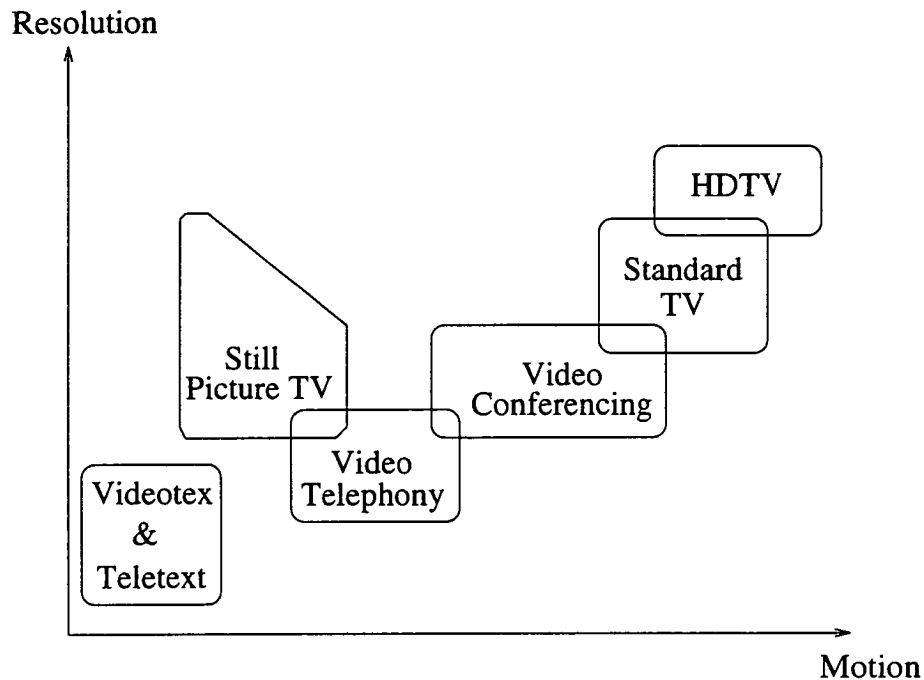 Resolution
HDTV
Standard
TV
Still
Picture TV
Video
Conferencing
Video
Telephony
Videotex
&
Teletext
Motion